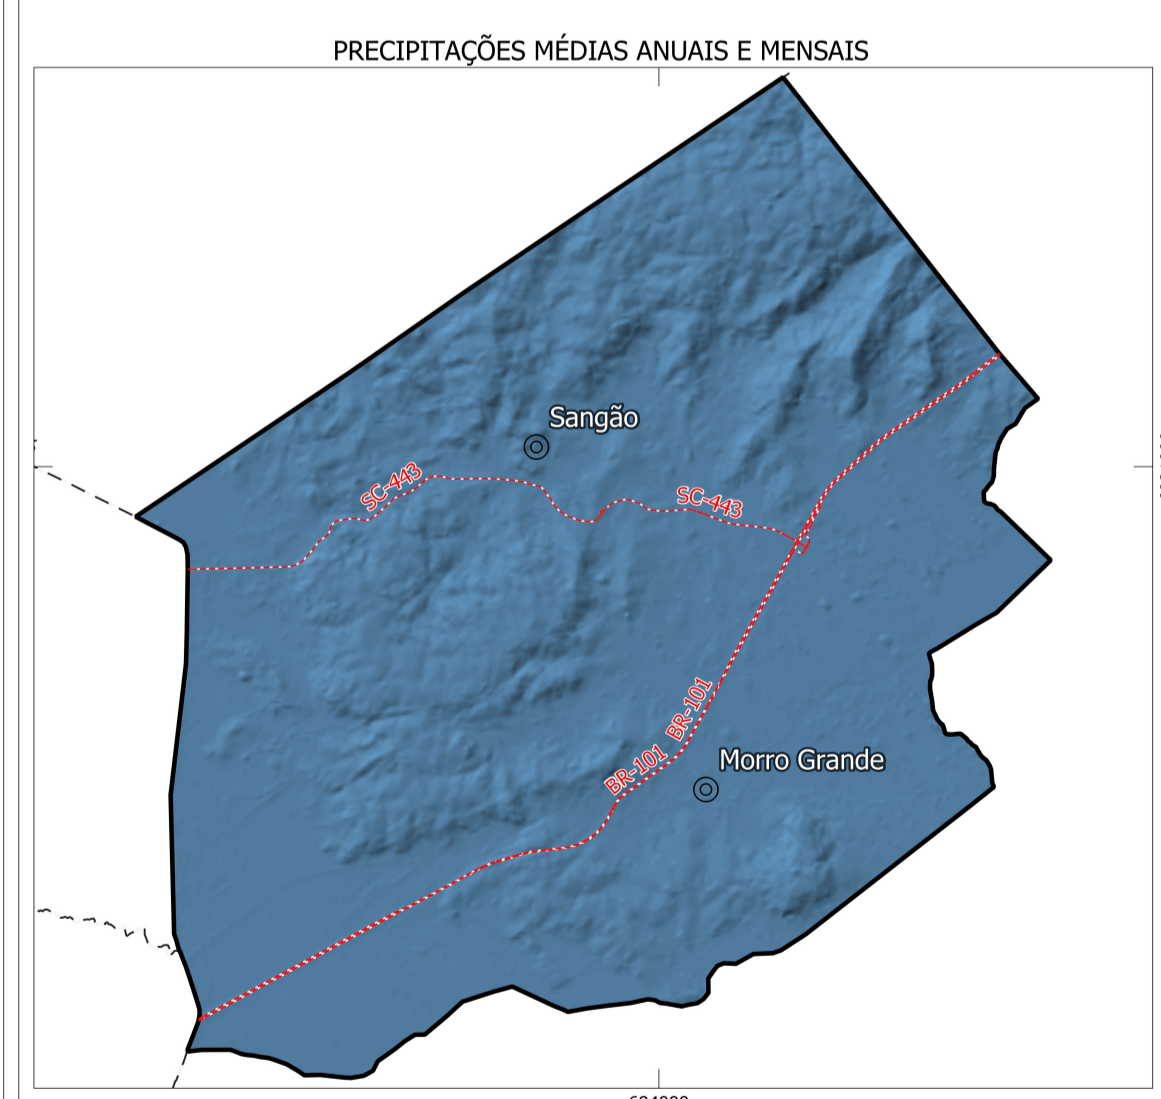 PRECIPITAÇÕES MÉDIAS ANUAIS E MENSAIS
Sangão
SC-443
SC-443
BR-101
BR-101
Morro Grande